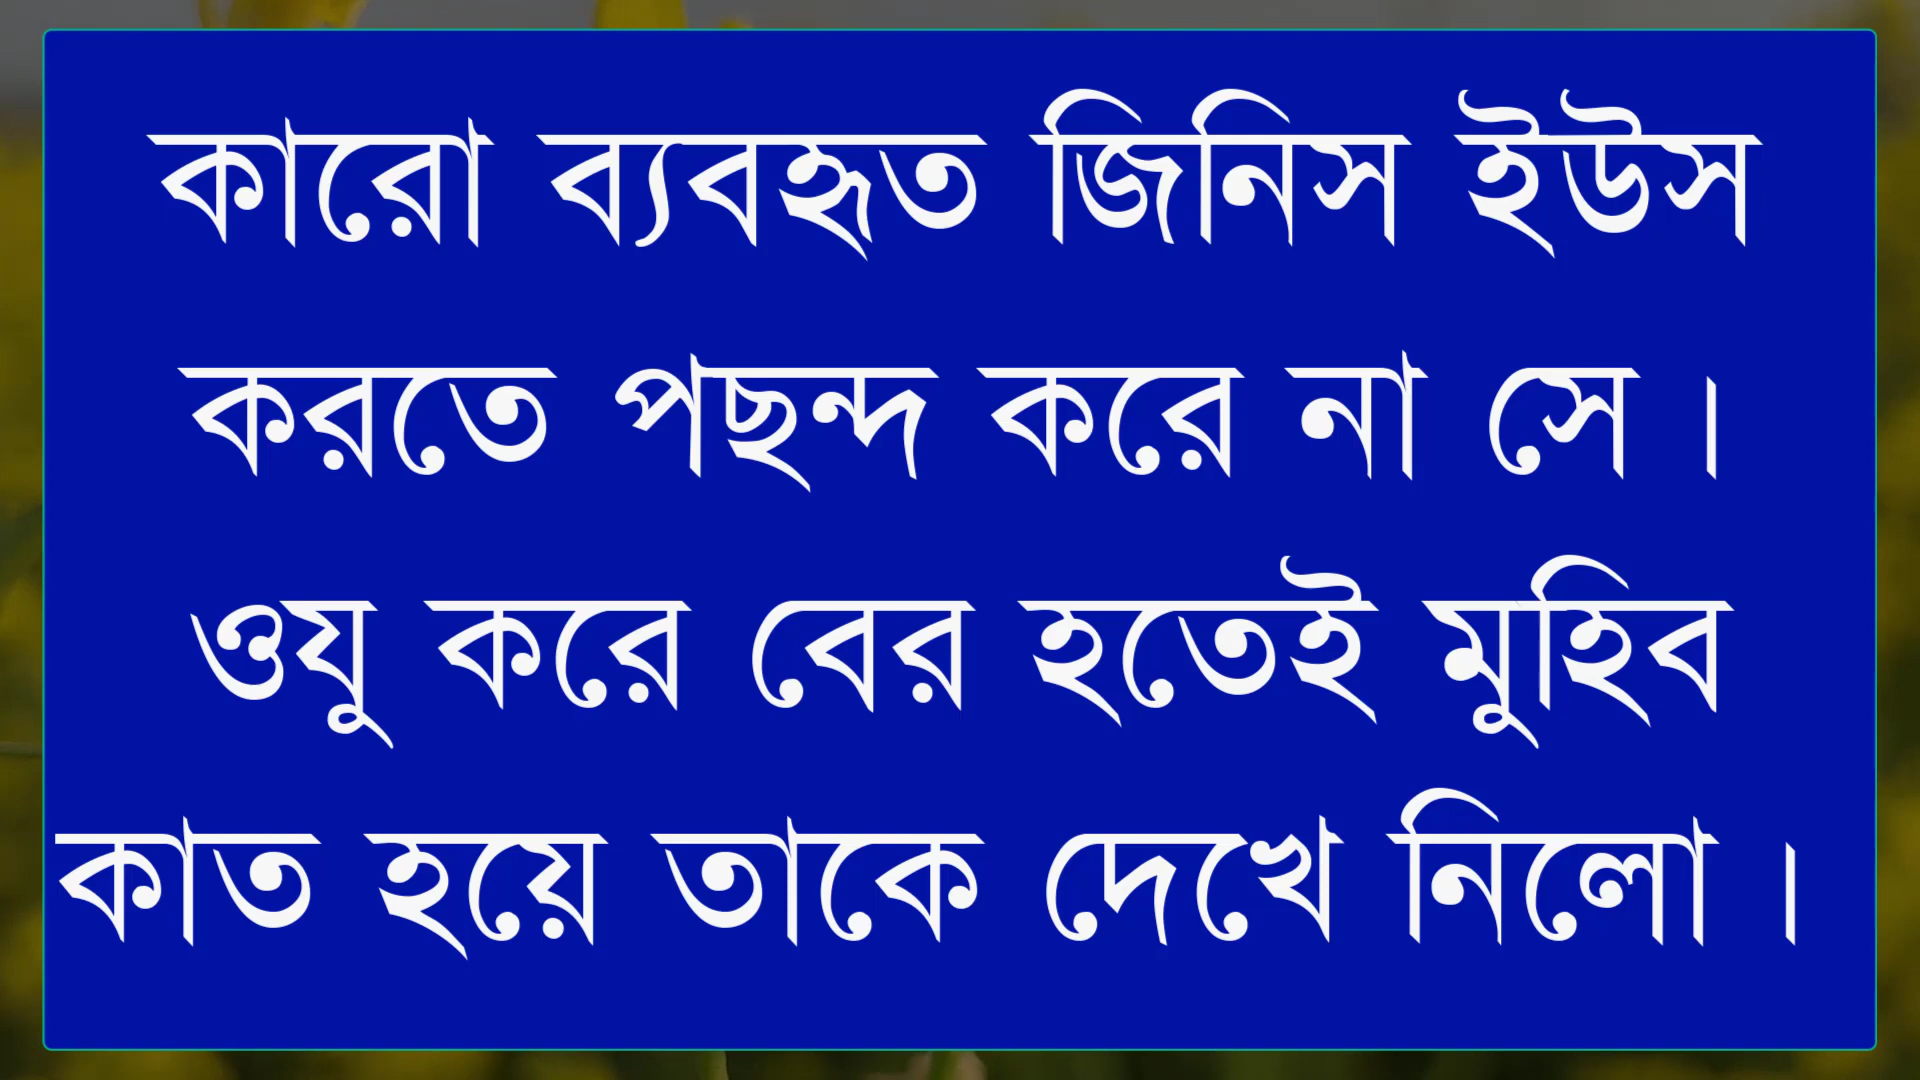 কারো ব্যবহৃত জিনিস ইউস
করতে পছন্দ করে না সে ।
ওযু করে বের হতেই মুহিব
কাত হয়ে তাকে দেখে নিলো ।